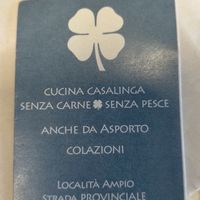 Cucina Casalinga
senza Carne senza Pesce
anche da Asporto
Colazioni
Località Ampio
Strada Provinciale